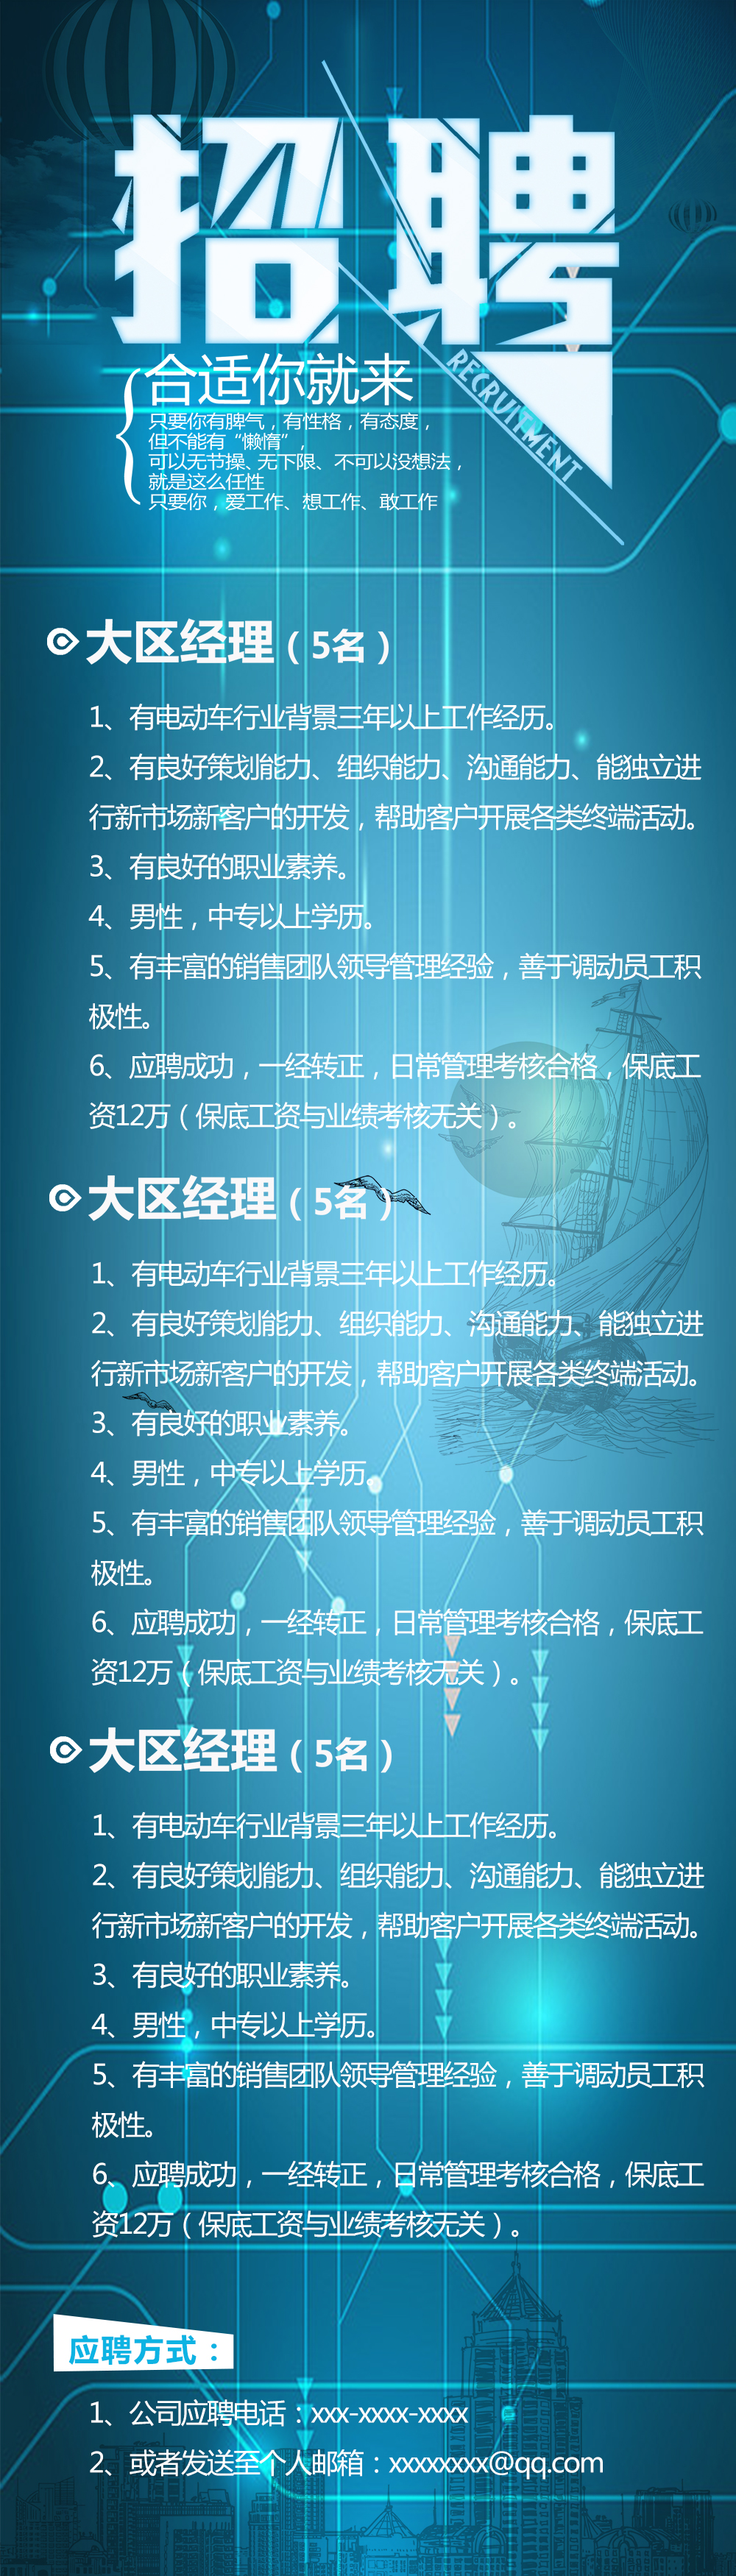 招聘
RECRUITMENT
合适你就来
只要你有脾气，有性格，有态度，
但不能有“懒惰”，
可以无节操、无下限、不可以没想法，
就是这么任性
只要你，爱工作、想工作、敢工作
大区经理（5名）
1、有电动车行业背景三年以上工作经历。
2、有良好策划能力、组织能力、沟通能力、能独立进
行新市场新客户的开发，帮助客户开展各类终端活动。
3、有良好的职业素养。
4、男性，中专以上学历。
5、有丰富的销售团队领导管理经验，善于调动员工积
极性。
6、应聘成功，一经转正，日常管理考核合格，保底工
资12万（保底工资与业绩考核无关）。
大区经理（5名）
1、有电动车行业背景三年以上工作经历。
2、有良好策划能力、组织能力、沟通能力、能独立进
行新市场新客户的开发，帮助客户开展各类终端活动。
3、有良好的职业素养。
4、男性，中专以上学历。
5、有丰富的销售团队领导管理经验，善于调动员工积
极性。
6、应聘成功，一经转正，日常管理考核合格，保底工
资12万（保底工资与业绩考核无关）。
大区经理（5名）
1、有电动车行业背景三年以上工作经历。
2、有良好策划能力、组织能力、沟通能力、能独立进
行新市场新客户的开发，帮助客户开展各类终端活动。
3、有良好的职业素养。
4、男性，中专以上学历。
5、有丰富的销售团队领导管理经验，善于调动员工积
极性。
6、应聘成功，一经转正，日常管理考核合格，保底工
资12万（保底工资与业绩考核无关）。
应聘方式：
1、公司应聘电话：xxx-xxxx-xxxx
2、或者发送至个人邮箱：xxxxxxxx@qq.com